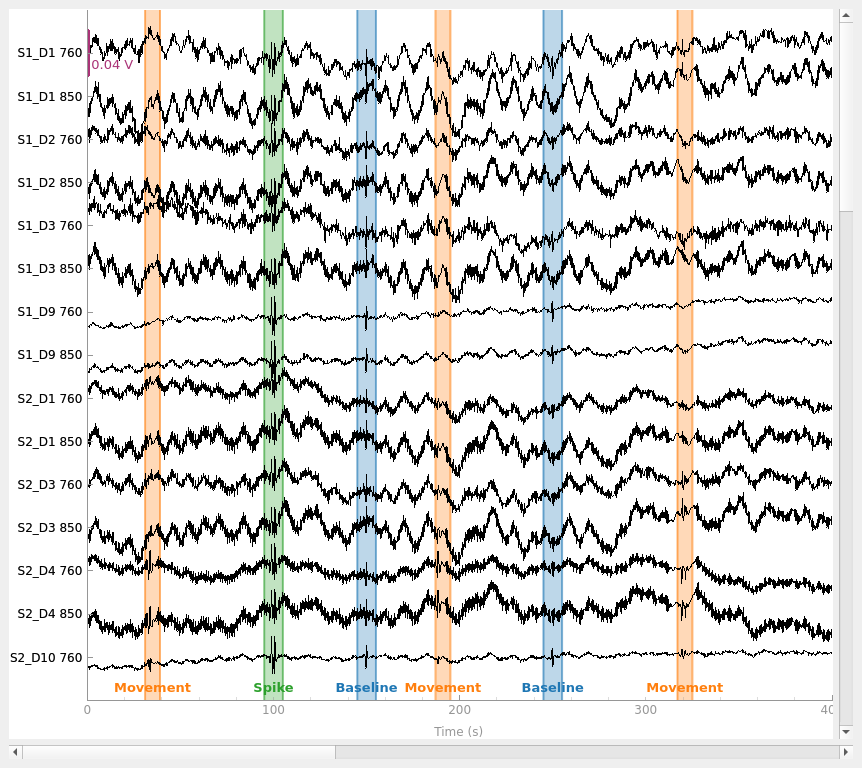 S1_D1 760
0.04 V
S1_D1 850
S1_D2 760
S1_D2 850
S1_D3 760
S1_D3 850
S1_D9 760
S1_D9 850
S2_D1 760
S2_D1 850
S2_D3 760
S2_D3 850
S2_D4 760
S2_D4 850
S2_D10 760
Movement Spike Baseline Movement Baseline Movement
0 100 200 300 40
Time (s)